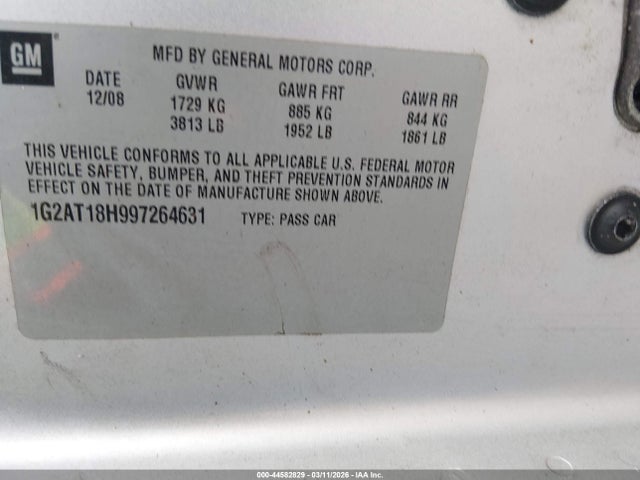 GM
MFD BY GENERAL MOTORS CORP.
DATE GVWR GAWR FRT GAWR RR
12/08 1729 KG 885 KG 844 KG
3813 LB 1952 LB 1861 LB
THIS VEHICLE CONFORMS TO ALL APPLICABLE U.S. FEDERAL MOTOR
VEHICLE SAFETY, BUMPER, AND THEFT PREVENTION STANDARDS IN
EFFECT ON THE DATE OF MANUFACTURE SHOWN ABOVE.
1G2AT18H997264631 TYPE: PASS CAR
000-44582829 - 03/11/2026 - IAA Inc.